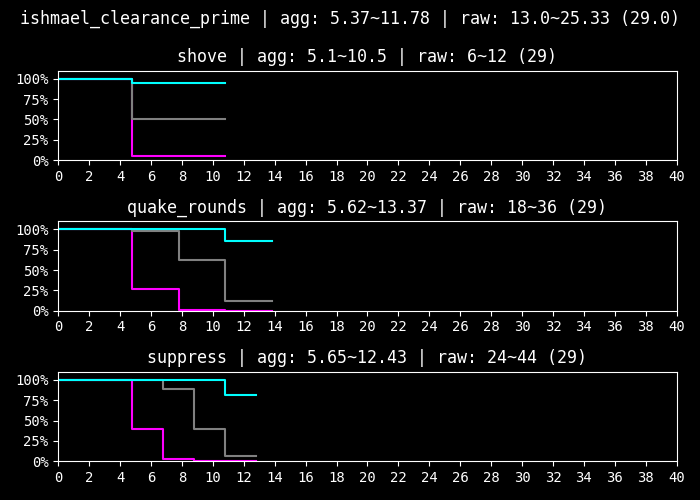 ishmael_clearance_prime | agg: 5.37~11.78 | raw: 13.0~25.33 (29.0)
shove | agg: 5.1~10.5 | raw: 6~12 (29)
100%
75%
50%
25%
0%
0 2 4 6 8 10 12 14 16 18 20 22 24 26 28 30 32 34 36 38 40
quake_rounds | agg: 5.62~13.37 | raw: 18~36 (29)
100%
75%
50%
25%
0%
0 2 4 6 8 10 12 14 16 18 20 22 24 26 28 30 32 34 36 38 40
suppress | agg: 5.65~12.43 | raw: 24~44 (29)
100%
75%
50%
25%
0%
0 2 4 6 8 10 12 14 16 18 20 22 24 26 28 30 32 34 36 38 40